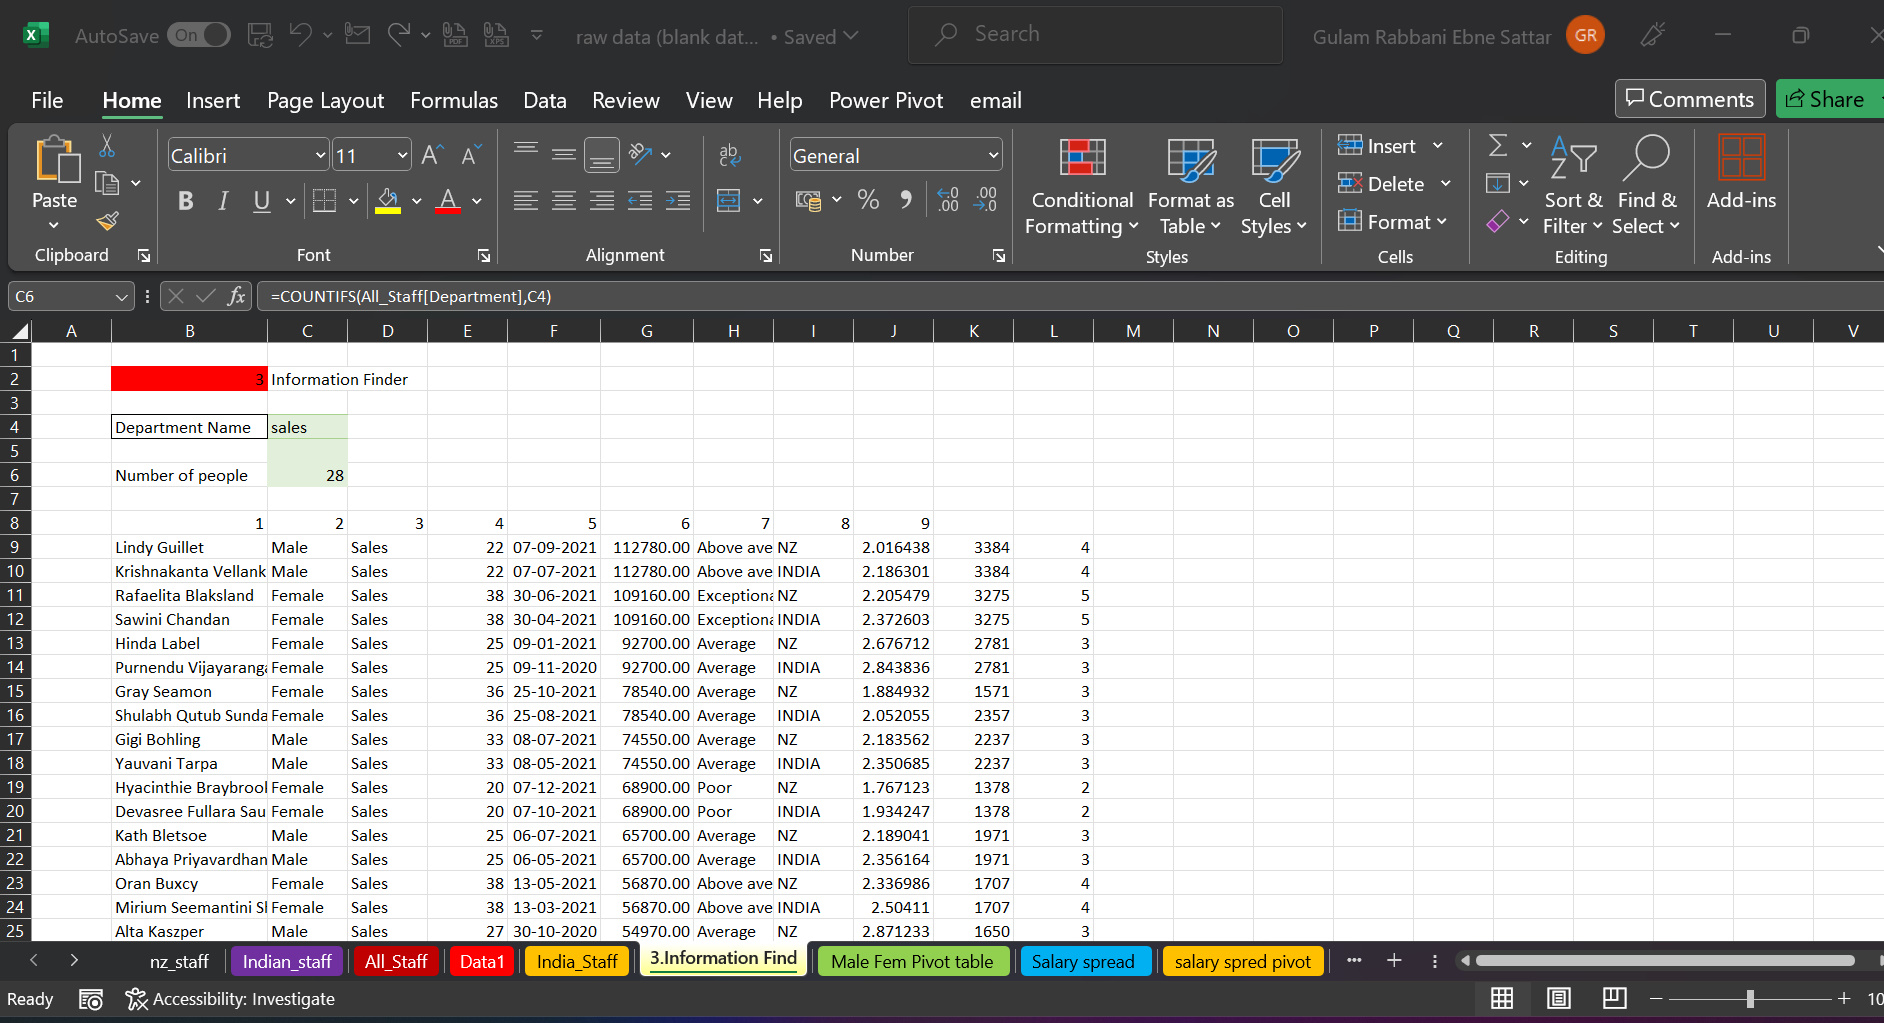 AutoSave On raw data (blank dat... • Saved Search Gulam Rabbani Ebne Sattar GR
File Home Insert Page Layout Formulas Data Review View Help Power Pivot email Comments Share
Paste Calibri 11 General Conditional Formatting Format as Table Cell Styles Insert Delete Format Sort & Filter Find & Select Add-ins
Clipboard Font Alignment Number Styles Cells Editing Add-ins
C6 fx =COUNTIFS(All_Staff[Department],C4)
A B C D E F G H I J K L M N O P Q R S T U V
1
2 3 Information Finder
3
4 Department Name sales
5
6 Number of people 28
7
8 1 2 3 4 5 6 7 8 9
9 Lindy Guillet Male Sales 22 07-09-2021 112780.00 Above ave NZ 2.016438 3384 4
10 Krishnakanta Vellank Male Sales 22 07-07-2021 112780.00 Above ave INDIA 2.186301 3384 4
11 Rafaelita Blaksland Female Sales 38 30-06-2021 109160.00 Exceptiona NZ 2.205479 3275 5
12 Sawini Chandan Female Sales 38 30-04-2021 109160.00 Exceptiona INDIA 2.372603 3275 5
13 Hinda Label Female Sales 25 09-01-2021 92700.00 Average NZ 2.676712 2781 3
14 Purnendu Vijayaranga Female Sales 25 09-11-2020 92700.00 Average INDIA 2.843836 2781 3
15 Gray Seamon Female Sales 36 25-10-2021 78540.00 Average NZ 1.884932 1571 3
16 Shulabh Qutub Sunda Female Sales 36 25-08-2021 78540.00 Average INDIA 2.052055 2357 3
17 Gigi Bohling Male Sales 33 08-07-2021 74550.00 Average NZ 2.183562 2237 3
18 Yauvani Tarpa Male Sales 33 08-05-2021 74550.00 Average INDIA 2.350685 2237 3
19 Hyacinthie Braybrool Female Sales 20 07-12-2021 68900.00 Poor NZ 1.767123 1378 2
20 Devasree Fullara Sau Female Sales 20 07-10-2021 68900.00 Poor INDIA 1.934247 1378 2
21 Kath Bletsoe Male Sales 25 06-07-2021 65700.00 Average NZ 2.189041 1971 3
22 Abhaya Priyavardhan Male Sales 25 06-05-2021 65700.00 Average INDIA 2.356164 1971 3
23 Oran Buxcy Female Sales 38 13-05-2021 56870.00 Above ave NZ 2.336986 1707 4
24 Mirium Seemantini Sl Female Sales 38 13-03-2021 56870.00 Above ave INDIA 2.50411 1707 4
25 Alta Kaszper Male Sales 27 30-10-2020 54970.00 Average NZ 2.871233 1650 3
nz_staff Indian_staff All_Staff Data1 India_Staff 3.Information Find Male Fem Pivot table Salary spread salary spred pivot ...
Ready Accessibility: Investigate 10